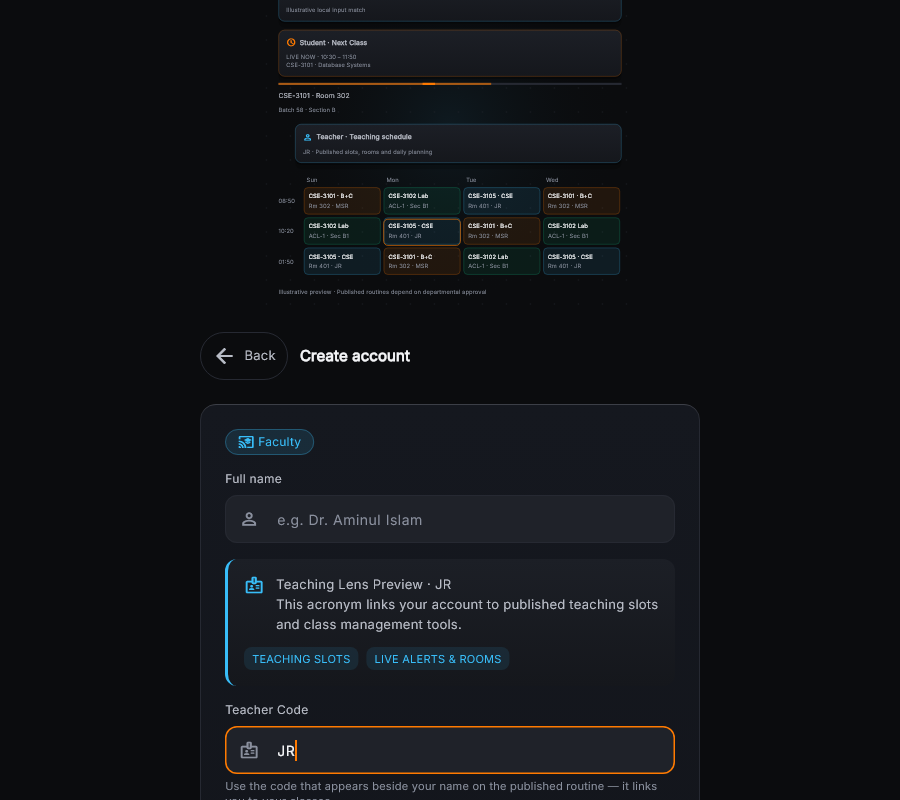 Illustrative local input match
Student · Next Class
LIVE NOW · 10:30 – 11:50
CSE-3101 · Database Systems
CSE-3101 · Room 302
Batch 58 · Section B
Teacher · Teaching schedule
JR · Published slots, rooms and daily planning
Sun Mon Tue Wed
08:50
CSE-3101 · B+C
Rm 302 · MSR
CSE-3102 Lab
ACL-1 · Sec B1
CSE-3105 · CSE
Rm 401 · JR
CSE-3101 · B+C
Rm 302 · MSR
10:20
CSE-3102 Lab
ACL-1 · Sec B1
CSE-3105 · CSE
Rm 401 · JR
CSE-3101 · B+C
Rm 302 · MSR
CSE-3102 Lab
ACL-1 · Sec B1
01:50
CSE-3105 · CSE
Rm 401 · JR
CSE-3101 · B+C
Rm 302 · MSR
CSE-3102 Lab
ACL-1 · Sec B1
CSE-3105 · CSE
Rm 401 · JR
Illustrative preview · Published routines depend on departmental approval
Back
Create account
Faculty
Full name
e.g. Dr. Aminul Islam
Teaching Lens Preview · JR
This acronym links your account to published teaching slots
and class management tools.
TEACHING SLOTS
LIVE ALERTS & ROOMS
Teacher Code
JR
Use the code that appears beside your name on the published routine — it links